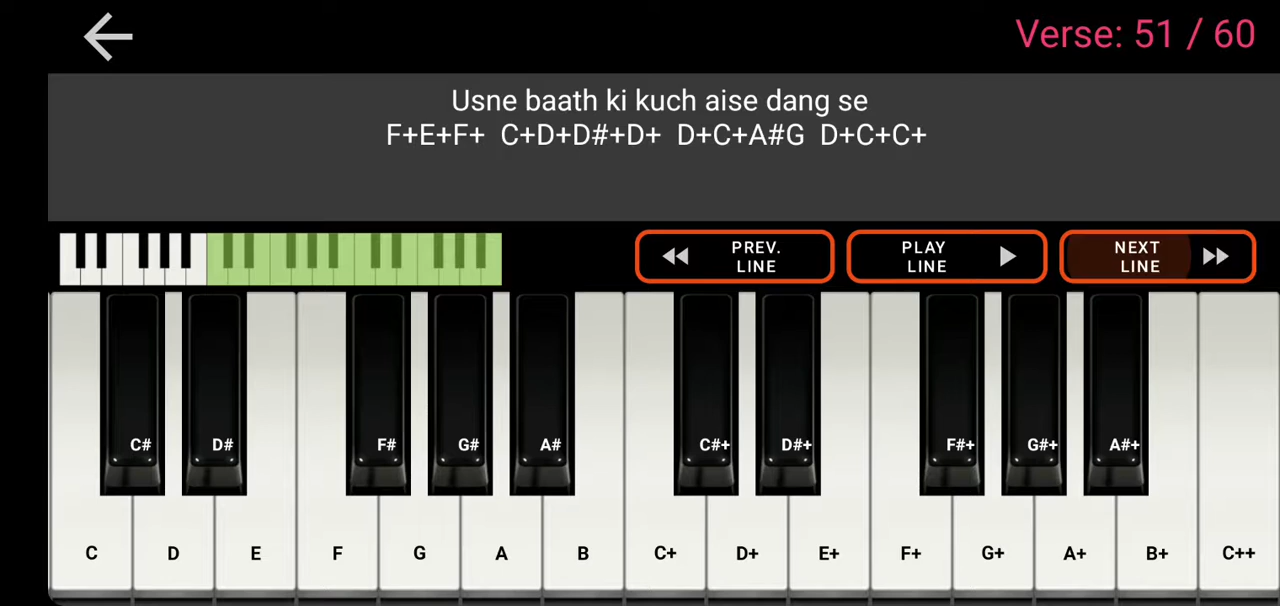 Verse: 51 / 60
Usne baath ki kuch aise dang se
F+E+F+ C+D+D#+D+ D+C+A#G D+C+C+
PREV.
LINE
PLAY
LINE
NEXT
LINE
C# D# F# G# A# C#+ D#+ F#+ G#+ A#+
C D E F G A B C+ D+ E+ F+ G+ A+ B+ C++